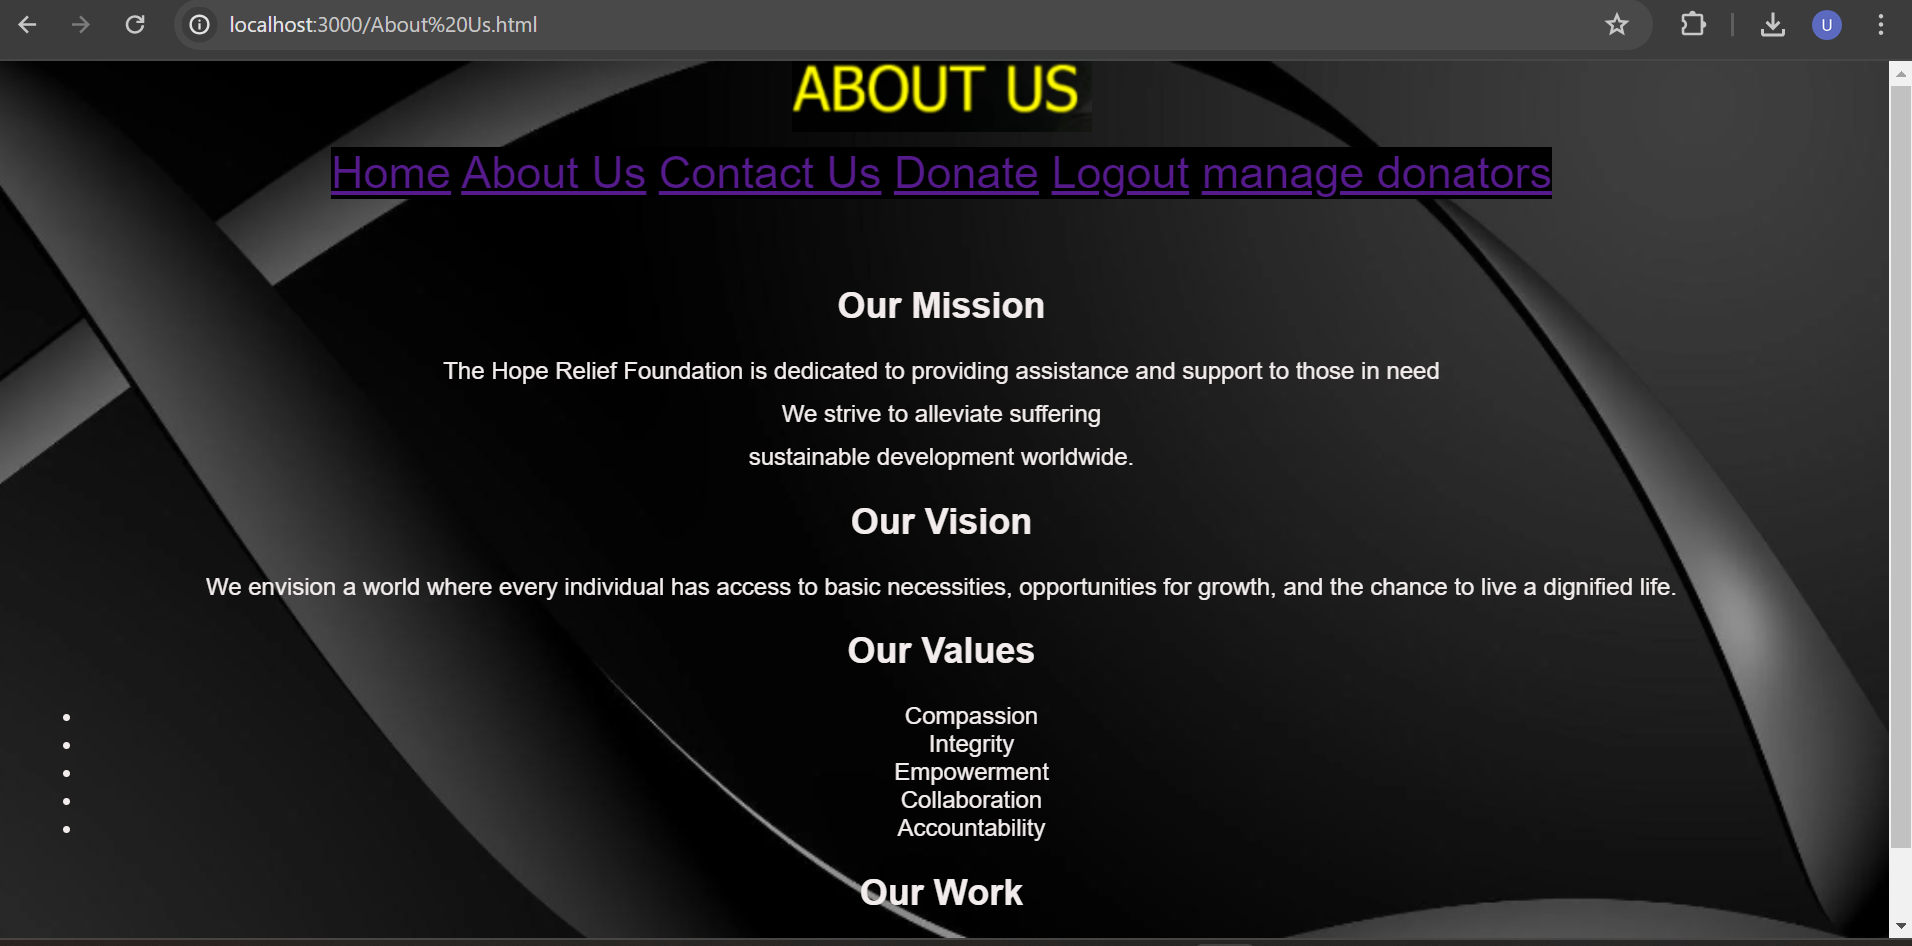 localhost:3000/About%20Us.html
U
ABOUT US
Home About Us Contact Us Donate Logout manage donators
Our Mission
The Hope Relief Foundation is dedicated to providing assistance and support to those in need
We strive to alleviate suffering
sustainable development worldwide.
Our Vision
We envision a world where every individual has access to basic necessities, opportunities for growth, and the chance to live a dignified life.
Our Values
• Compassion
• Integrity
• Empowerment
• Collaboration
• Accountability
Our Work